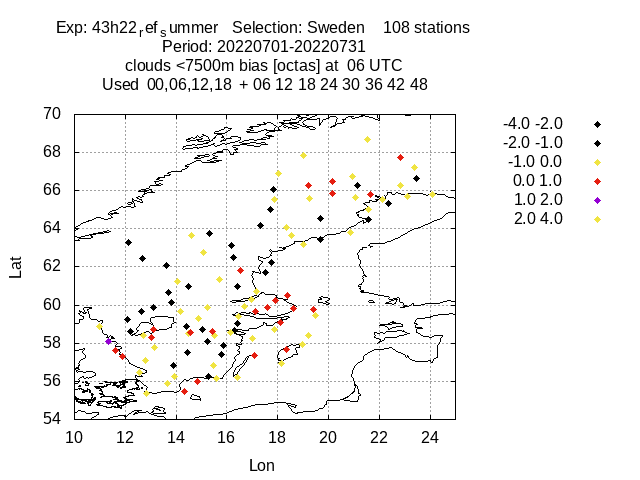 Exp: 43h22refsummer Selection: Sweden 108 stations
Period: 20220701-20220731
clouds <7500m bias [octas] at 06 UTC
Used 00,06,12,18 + 06 12 18 24 30 36 42 48
70
68
66
64
62
60
58
56
54
Lat
10 12 14 16 18 20 22 24
Lon
-4.0 -2.0
-2.0 -1.0
-1.0 0.0
0.0 1.0
1.0 2.0
2.0 4.0